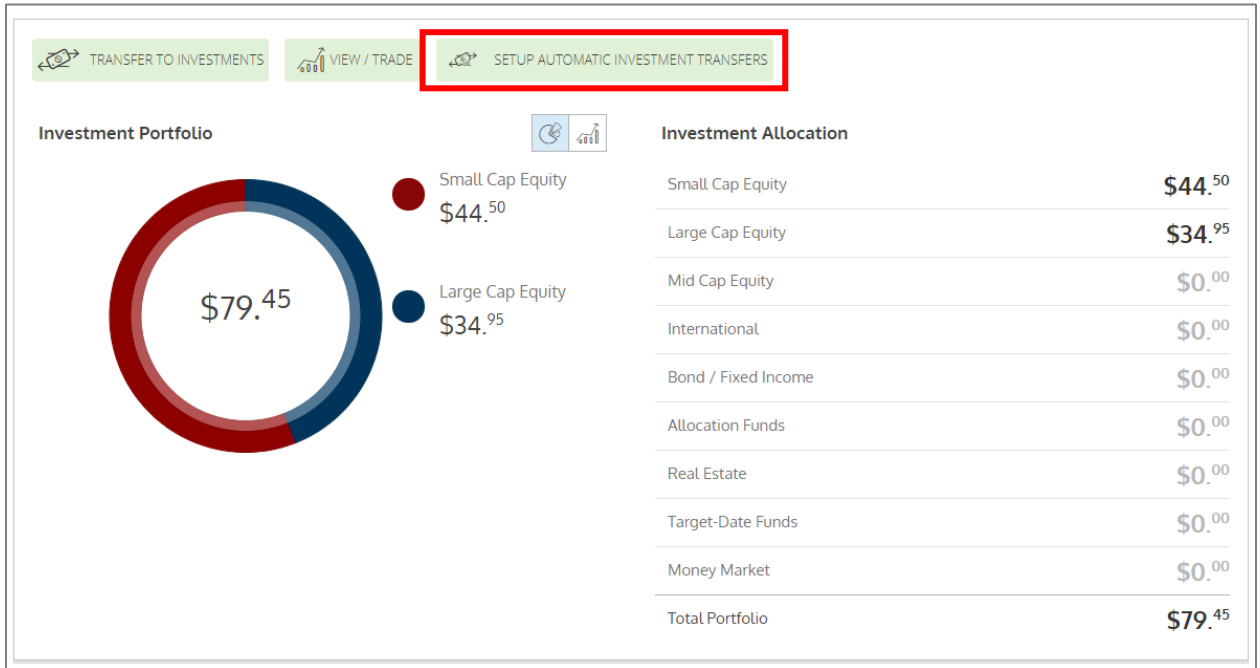 TRANSFER TO INVESTMENTS
VIEW / TRADE
SETUP AUTOMATIC INVESTMENT TRANSFERS
Investment Portfolio
$79.45
Small Cap Equity
$44.50
Large Cap Equity
$34.95
Investment Allocation
Small Cap Equity $44.50
Large Cap Equity $34.95
Mid Cap Equity $0.00
International $0.00
Bond / Fixed Income $0.00
Allocation Funds $0.00
Real Estate $0.00
Target-Date Funds $0.00
Money Market $0.00
Total Portfolio $79.45